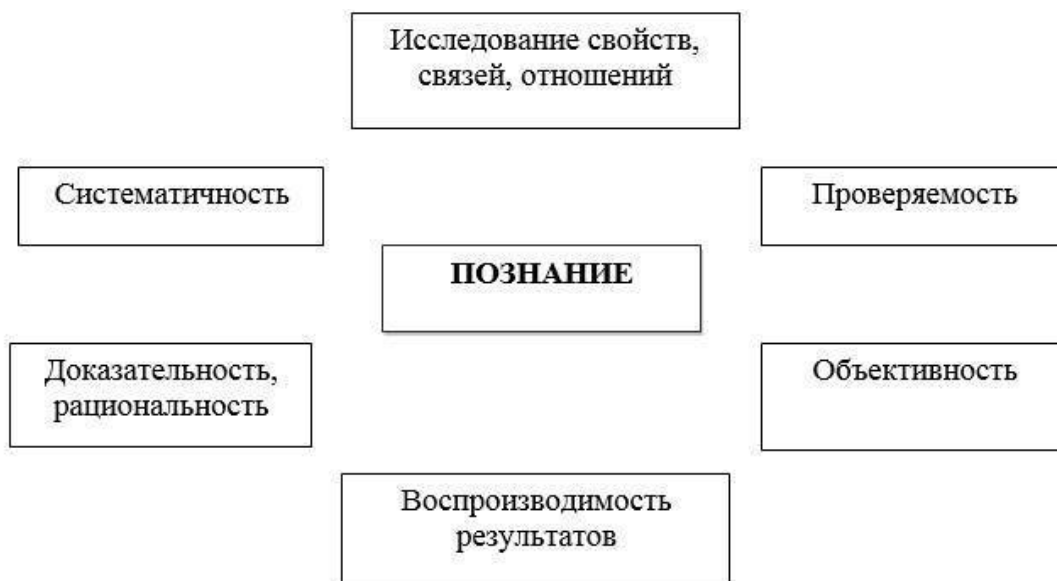 Исследование свойств,
связей, отношений
Систематичность
Проверяемость
ПОЗНАНИЕ
Доказательность,
рациональность
Объективность
Воспроизводимость
результатов